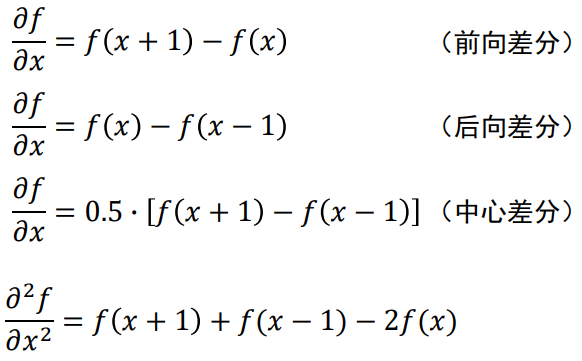 ∂f/∂x = f(x + 1) − f(x) （前向差分）
∂f/∂x = f(x) − f(x − 1) （后向差分）
∂f/∂x = 0.5 · [f(x + 1) − f(x − 1)] （中心差分）
∂²f/∂x² = f(x + 1) + f(x − 1) − 2f(x)